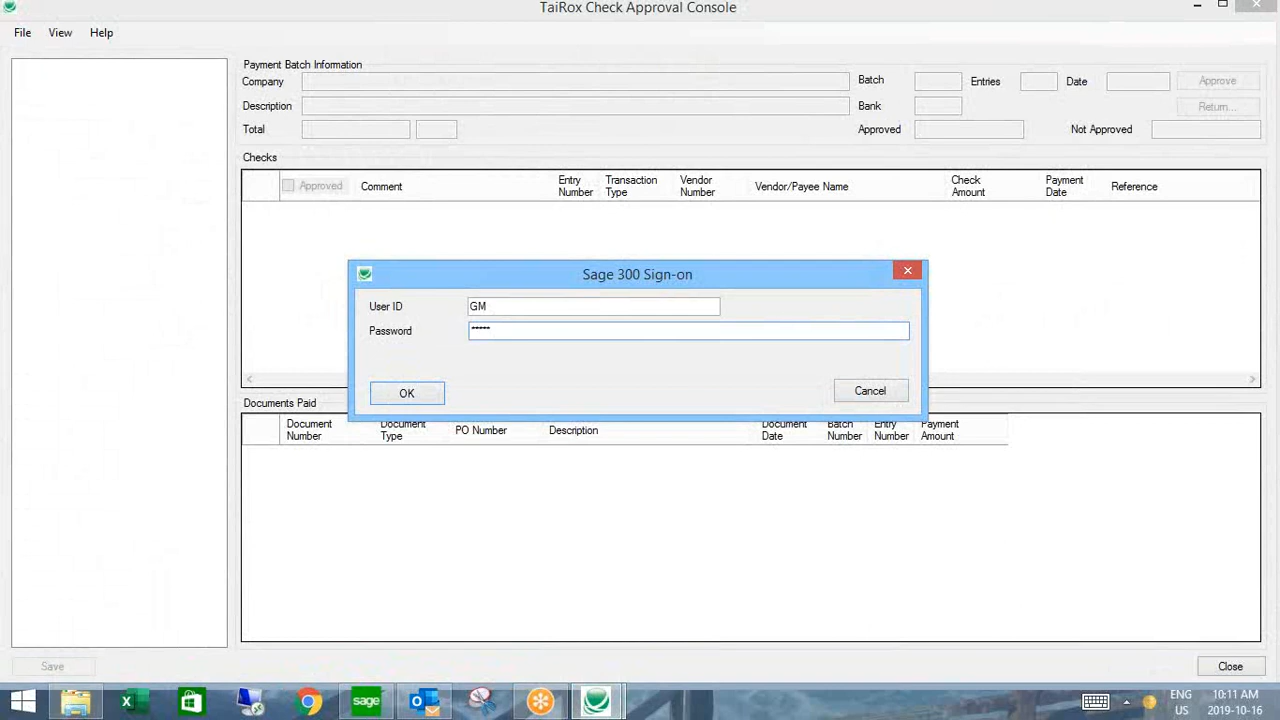 TaiRox Check Approval Console
File View Help
Payment Batch Information
Company Batch Entries Date Approve
Description Bank Return...
Total Approved Not Approved
Checks
Approved Comment Entry Number Transaction Type Vendor Number Vendor/Payee Name Check Amount Payment Date Reference
Sage 300 Sign-on
User ID GM
Password *****
OK Cancel
Documents Paid
Document Number Document Type PO Number Description Document Date Batch Number Entry Number Payment Amount
Save Close
sage
ENG 10:11 AM
US 2019-10-16